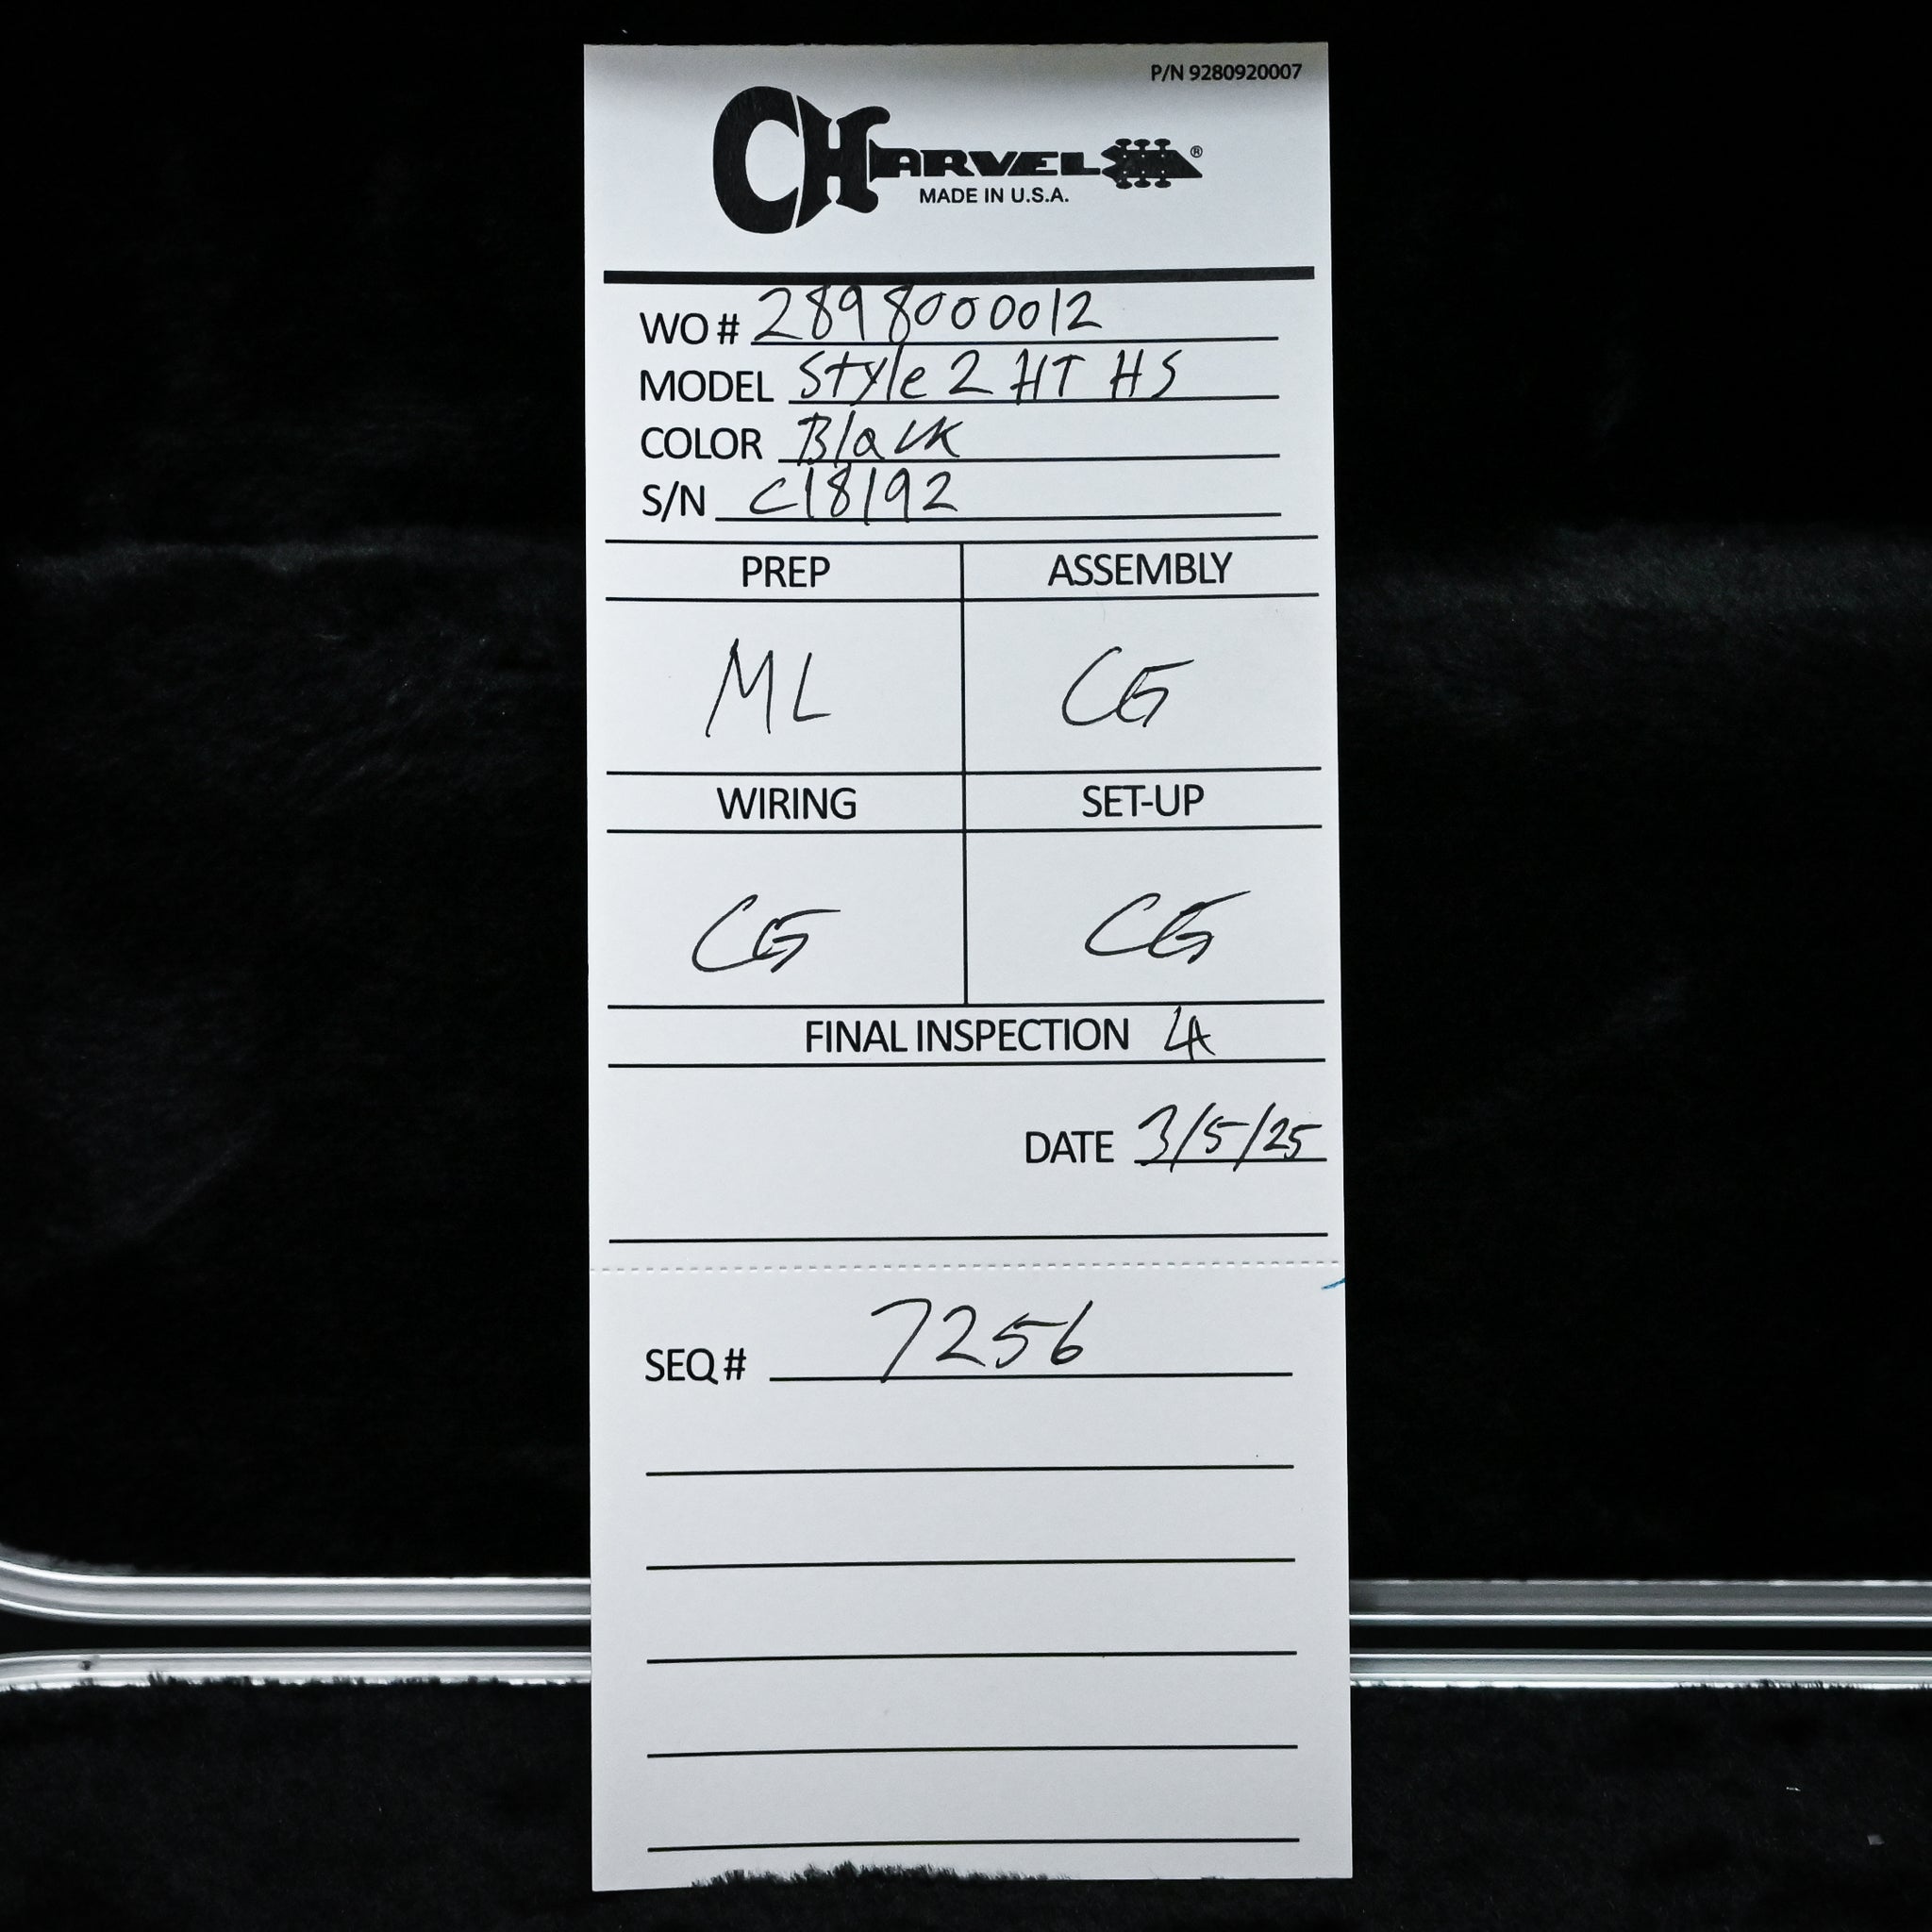 P/N 9280920007
CHARVEL®
MADE IN U.S.A.
WO # 2898000012
MODEL Style 2 HT HS
COLOR Black
S/N C18192
PREP ASSEMBLY
ML CG
WIRING SET-UP
CG CG
FINAL INSPECTION LA
DATE 3/5/25
SEQ # 7256